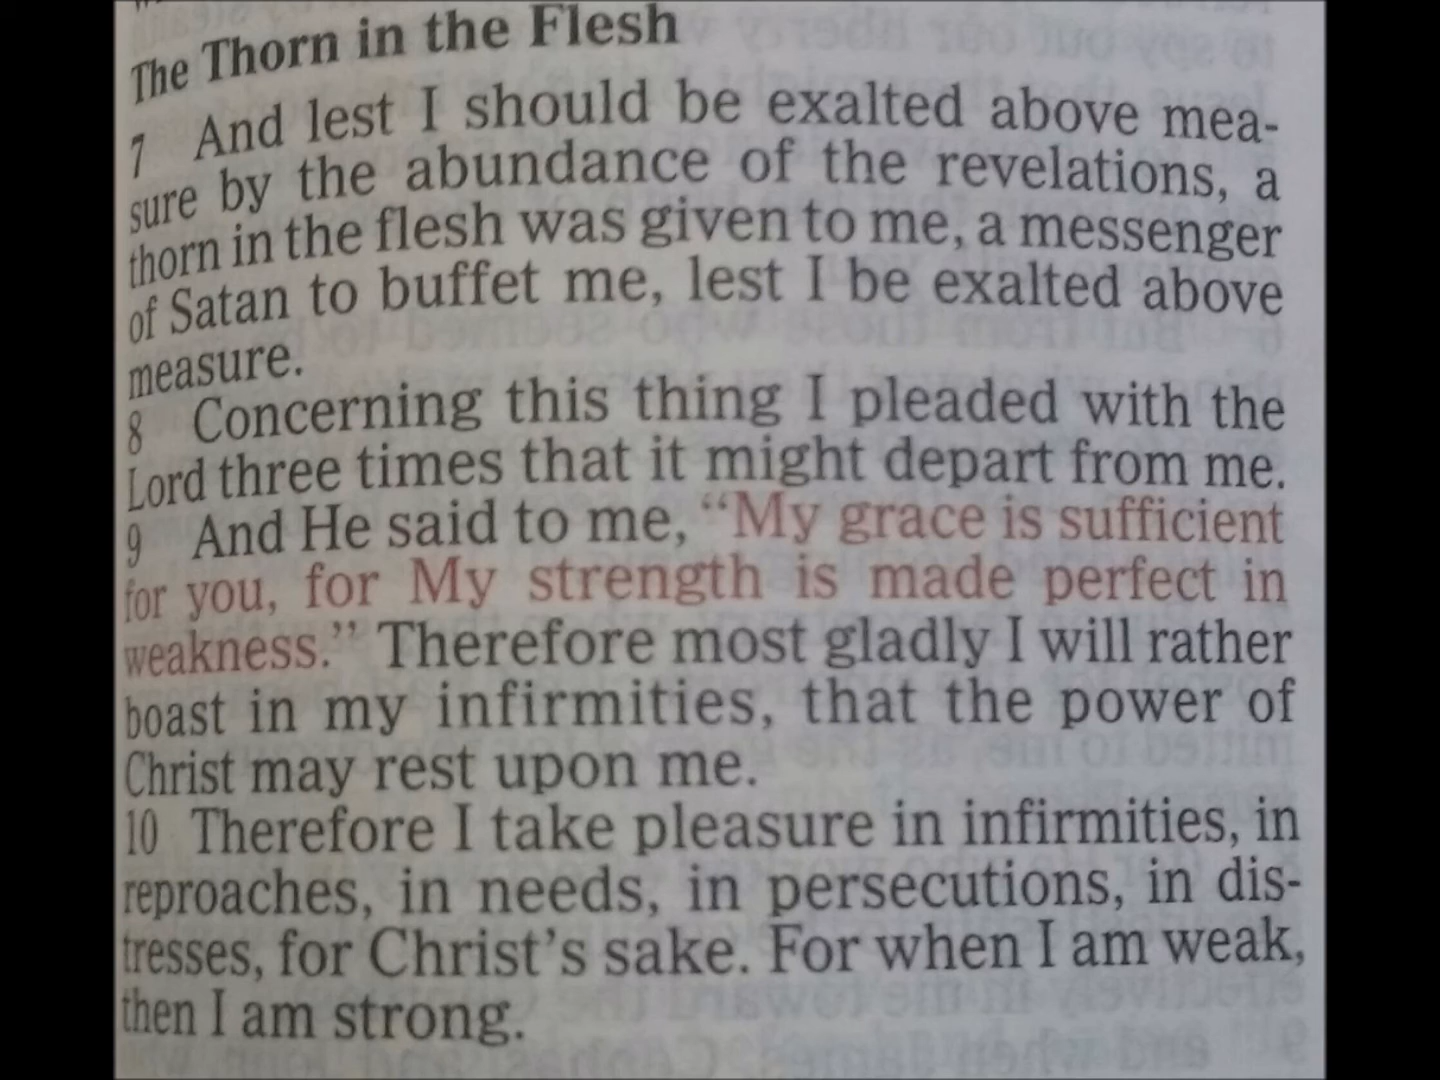 The Thorn in the Flesh
7 And lest I should be exalted above mea-
sure by the abundance of the revelations, a
thorn in the flesh was given to me, a messenger
of Satan to buffet me, lest I be exalted above
measure.
8 Concerning this thing I pleaded with the
Lord three times that it might depart from me.
9 And He said to me, “My grace is sufficient
for you, for My strength is made perfect in
weakness.” Therefore most gladly I will rather
boast in my infirmities, that the power of
Christ may rest upon me.
10 Therefore I take pleasure in infirmities, in
reproaches, in needs, in persecutions, in dis-
tresses, for Christ’s sake. For when I am weak,
then I am strong.